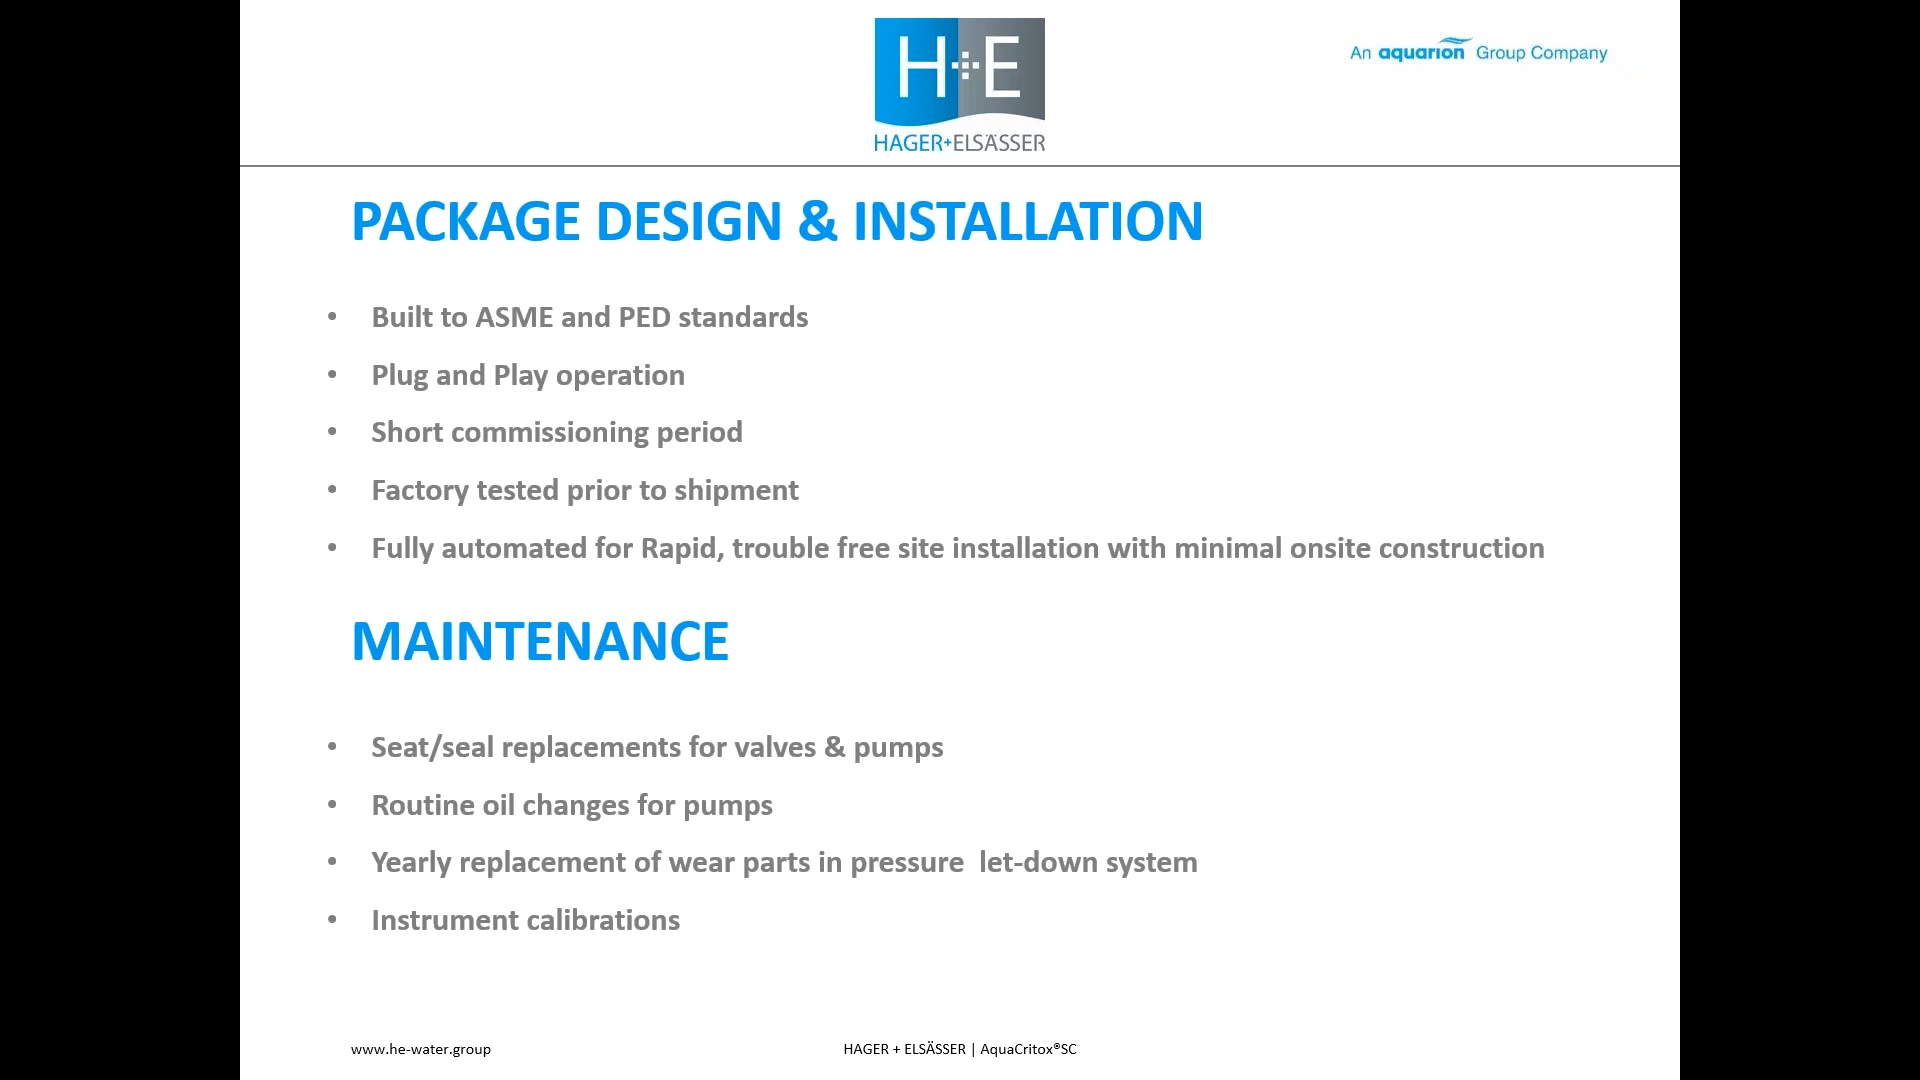 H+E
HAGER+ELSÄSSER
An aquarion Group Company
PACKAGE DESIGN & INSTALLATION
• Built to ASME and PED standards
• Plug and Play operation
• Short commissioning period
• Factory tested prior to shipment
• Fully automated for Rapid, trouble free site installation with minimal onsite construction
MAINTENANCE
• Seat/seal replacements for valves & pumps
• Routine oil changes for pumps
• Yearly replacement of wear parts in pressure  let-down system
• Instrument calibrations
www.he-water.group
HAGER + ELSÄSSER | AquaCritox®SC